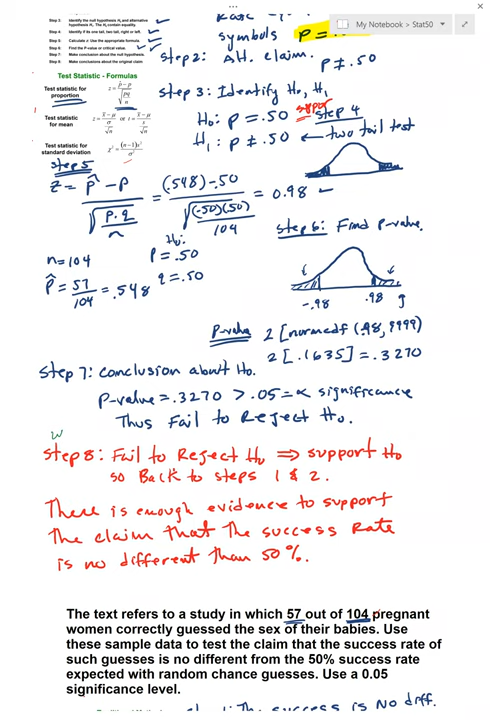 My Notebook > Stat50
Step 3: Identify the null hypothesis H₀ and alternative
hypothesis H₁. The H₀ contain equality.
Step 4: Identify if its one tail, two tail, right or left.
Step 5: Calculate z. Use the appropriate formula.
Step 6: Find the P-value or critical value.
Step 7: Make conclusion about the null hypothesis.
Step 8: Make conclusions about the original claim.
symbols P =
Step 2: Alt. claim. P ≠ .50
Test Statistic - Formulas
Test statistic for
proportion
z = (p̂ − p) / √(pq/n)
Test statistic
for mean
z = (x̄ − μ) / (σ/√n) or t = (x̄ − μ) / (s/√n)
Test statistic for
standard deviation
χ² = (n−1)s² / σ²
Step 3: Identify H₀, H₁
H₀: P = .50
Step 4
H₁: P ≠ .50 ← two tail test
Step 5
Z = (p̂ − P) / √(P·q/n) = ((.548) − .50) / √((.50)(.50)/104) = 0.98
n = 104
p̂ = 57/104 = .548
H₀:
P = .50
q = .50
Step 6: Find P-value.
-.98 .98
P-value 2 [normcdf (.98, 9999)
2 [.1635] = .3270
Step 7: Conclusion about H₀.
P-value = .3270 > .05 = α significance
Thus Fail to Reject H₀.
Step 8: Fail to Reject H₀ ⇒ support H₀
so Back to steps 1 & 2.
There is enough evidence to support
The claim that The success Rate
is no different than 50%.
The text refers to a study in which 57 out of 104 pregnant
women correctly guessed the sex of their babies. Use
these sample data to test the claim that the success rate of
such guesses is no different from the 50% success rate
expected with random chance guesses. Use a 0.05
significance level.
The success is No diff.